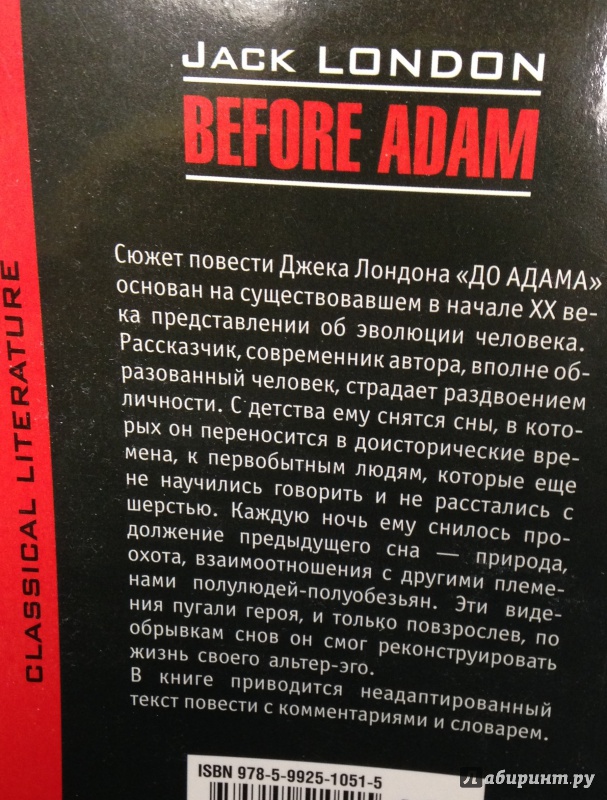 Jack LONDON
BEFORE ADAM
Сюжет повести Джека Лондона «ДО АДАМА»
основан на существовавшем в начале XX ве-
ка представлении об эволюции человека.
Рассказчик, современник автора, вполне об-
разованный человек, страдает раздвоением
личности. С детства ему снятся сны, в кото-
рых он переносится в доисторические вре-
мена, к первобытным людям, которые еще
не научились говорить и не расстались с
шерстью. Каждую ночь ему снилось про-
должение предыдущего сна — природа,
охота, взаимоотношения с другими племе-
нами полулюдей-полуобезьян. Эти виде-
ния пугали героя, и только повзрослев, по
обрывкам снов он смог реконструировать
жизнь своего альтер-эго.
В книге приводится неадаптированный
текст повести с комментариями и словарем.
CLASSICAL LITERATURE
ISBN 978-5-9925-1051-5
Лабиринт.ру